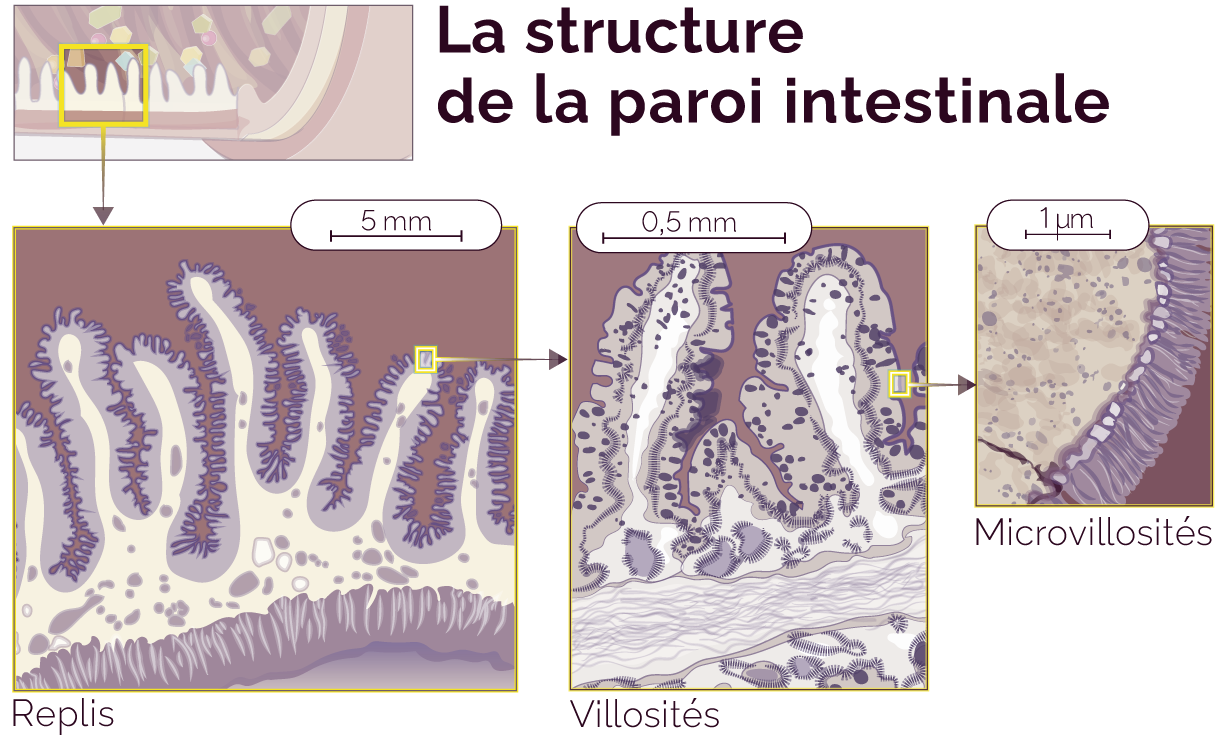 La structure
de la paroi intestinale
5 mm
0,5 mm
1 µm
Microvillosités
Replis
Villosités